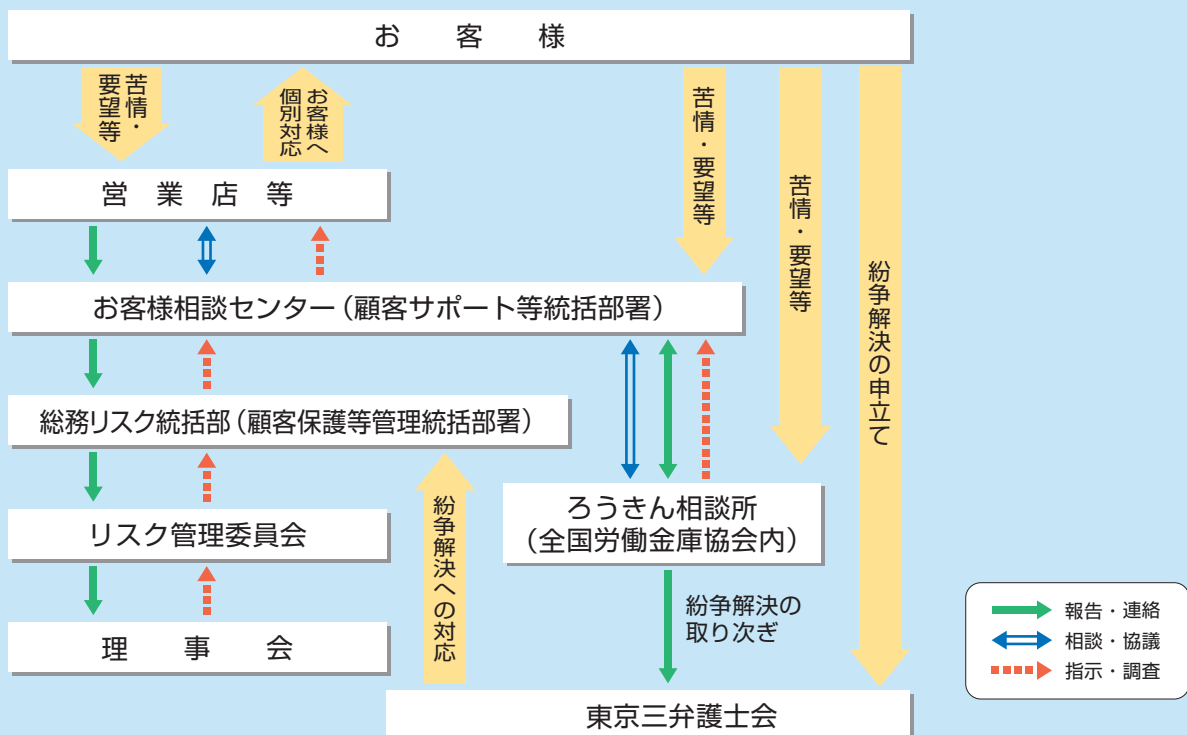 お客様
苦情・
要望等
お客様へ
個別対応
苦情・要望等
苦情・要望等
紛争解決の申立て
営業店等
お客様相談センター（顧客サポート等統括部署）
総務リスク統括部（顧客保護等管理統括部署）
リスク管理委員会
理事会
紛争解決への対応
ろうきん相談所
（全国労働金庫協会内）
紛争解決の
取り次ぎ
東京三弁護士会
報告・連絡
相談・協議
指示・調査